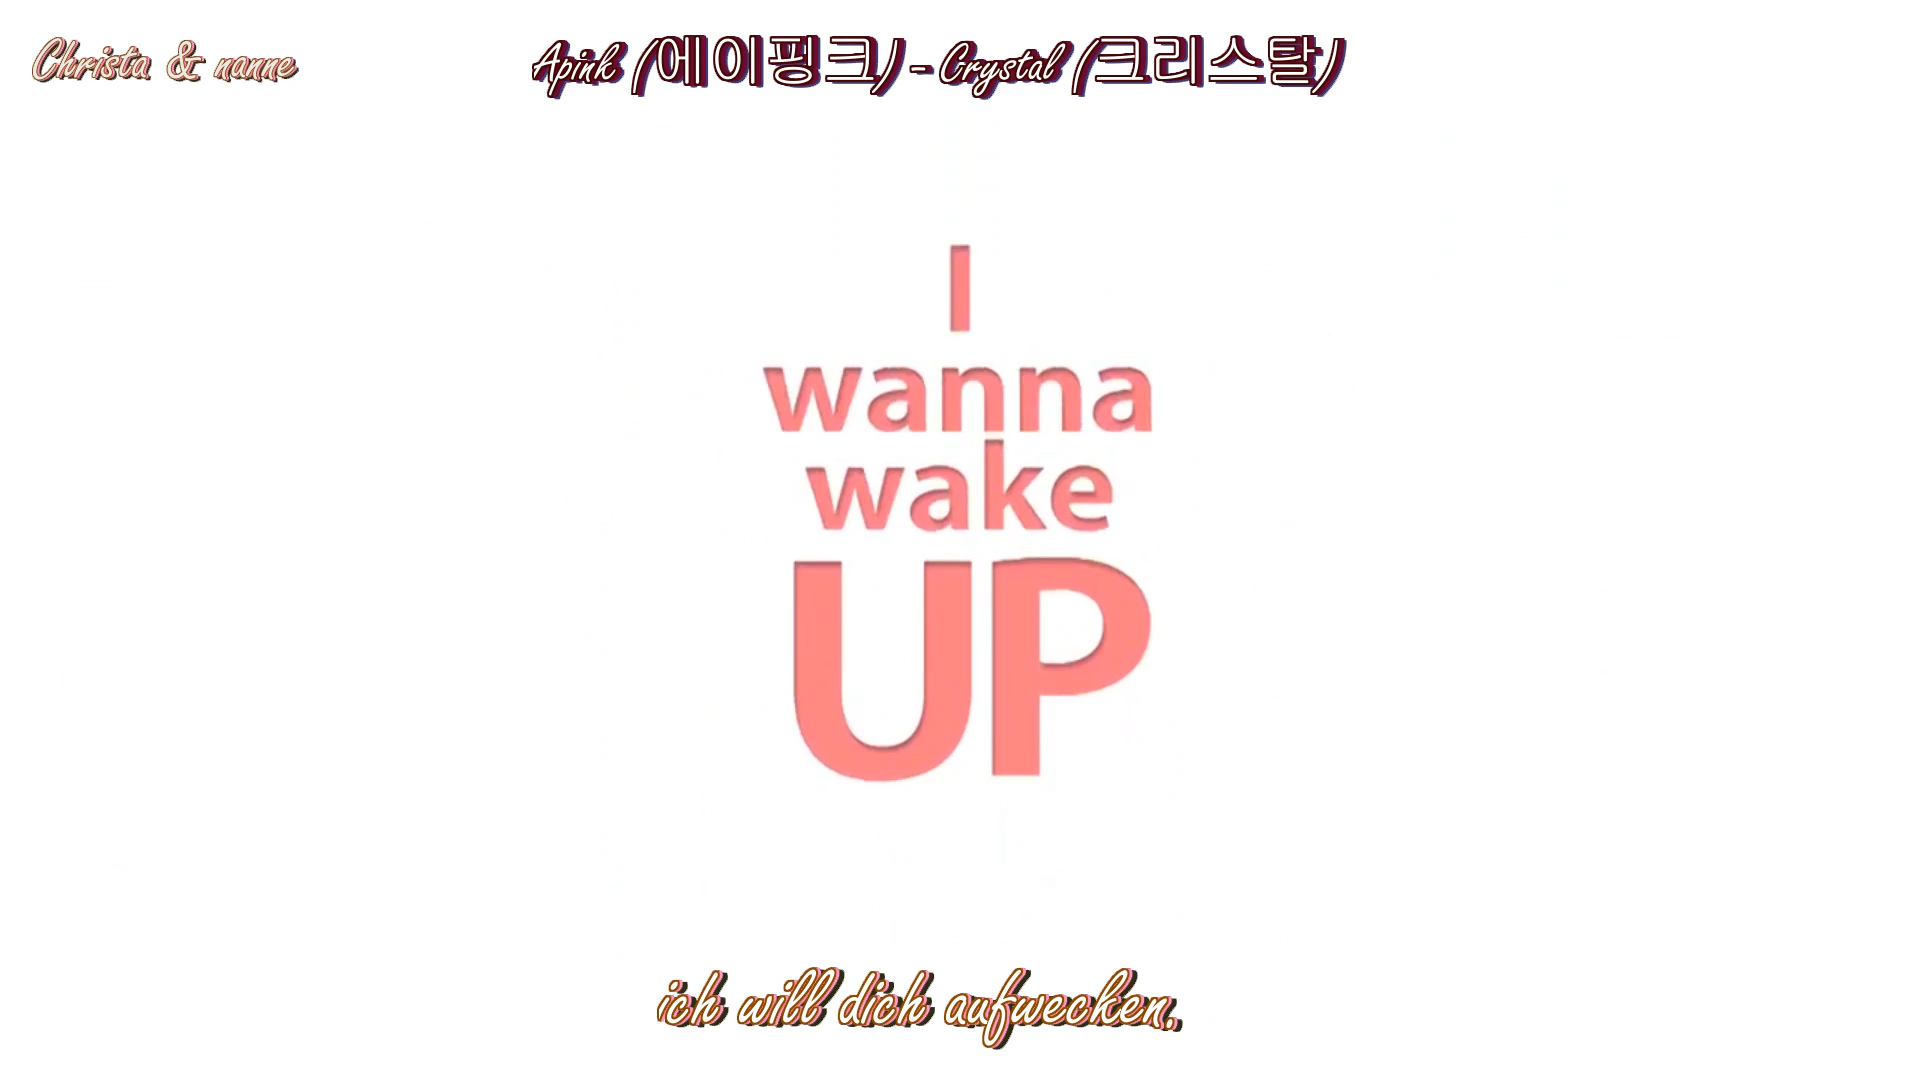 Christa & nanne
Apink (에이핑크) - Crystal (크리스탈)
I
wanna
wake
UP
ich will dich aufwecken.